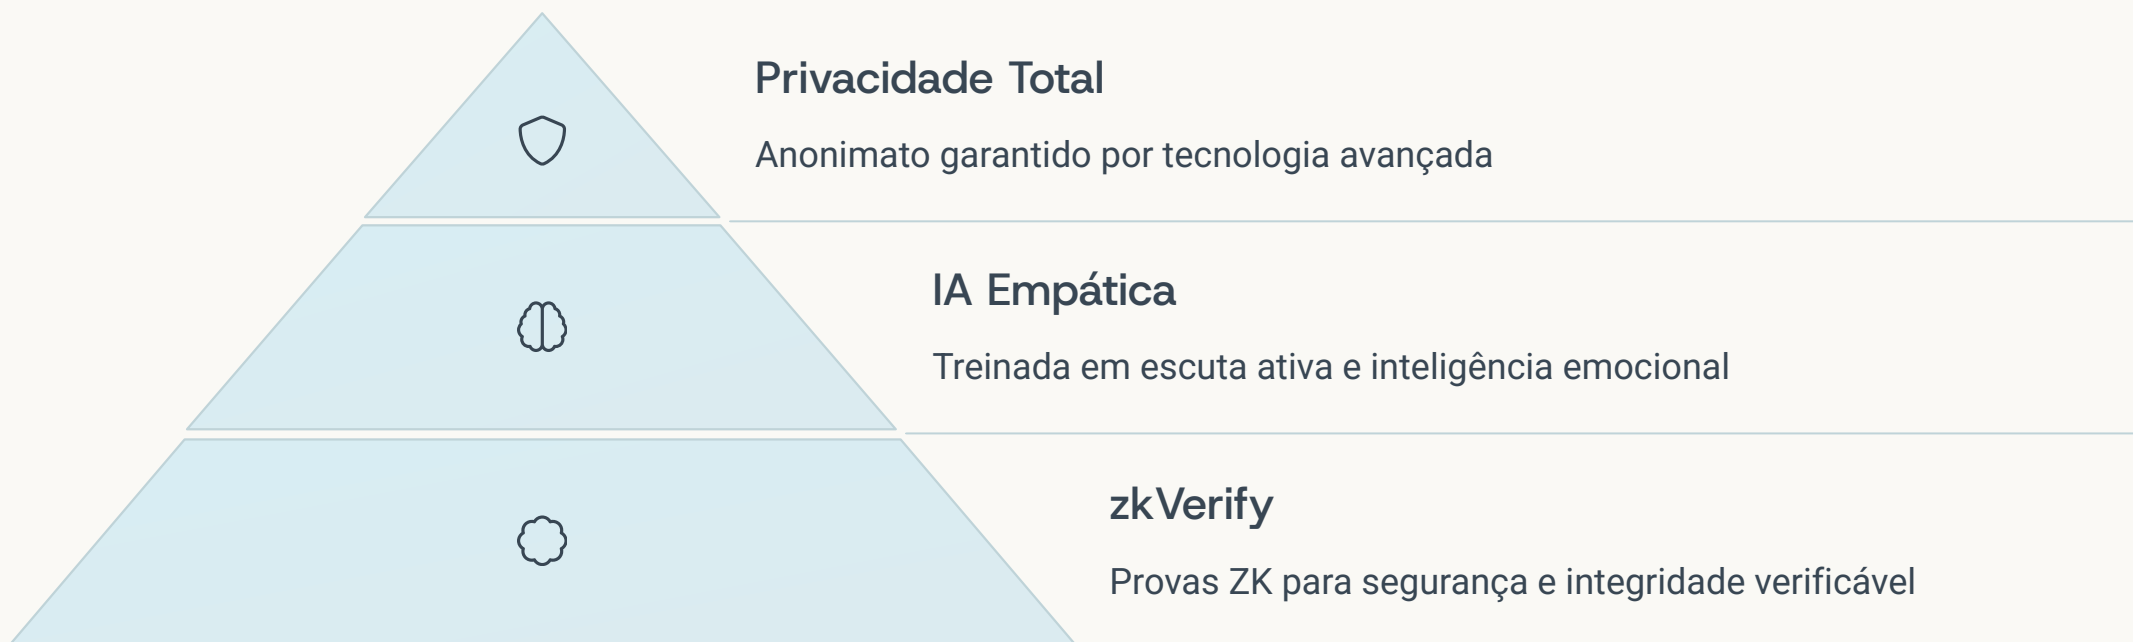 Privacidade Total
Anonimato garantido por tecnologia avançada
IA Empática
Treinada em escuta ativa e inteligência emocional
zkVerify
Provas ZK para segurança e integridade verificável